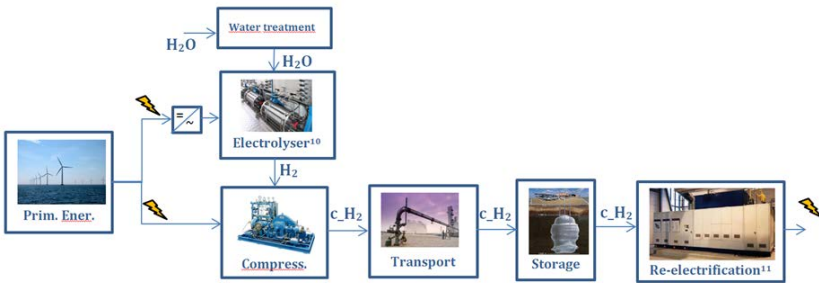 Water treatment
H₂O
H₂O
= ~
Electrolyser¹⁰
H₂
Prim. Ener.
Compress.
c_H₂
Transport
c_H₂
Storage
c_H₂
Re-electrification¹¹